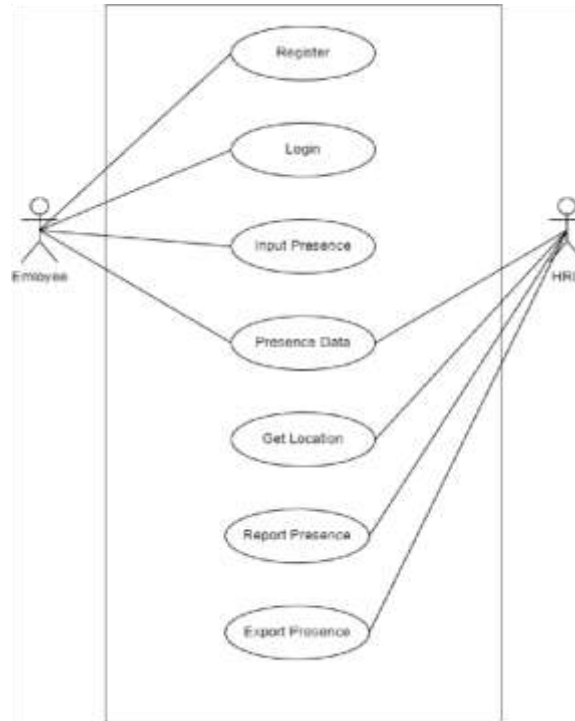 Register
Login
Input Presence
Emloyee
Presence Data
Get Location
Report Presence
Export Presence